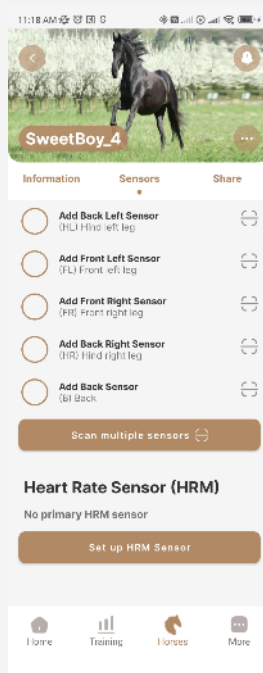 11:18 AM
SweetBoy_4
Information Sensors Share
Add Back Left Sensor
(HL) Hind left leg
Add Front Left Sensor
(FL) Front left leg
Add Front Right Sensor
(FR) Front right leg
Add Back Right Sensor
(HR) Hind right leg
Add Back Sensor
(B) Back
Scan multiple sensors
Heart Rate Sensor (HRM)
No primary HRM sensor
Set up HRM Sensor
Home Training Horses More